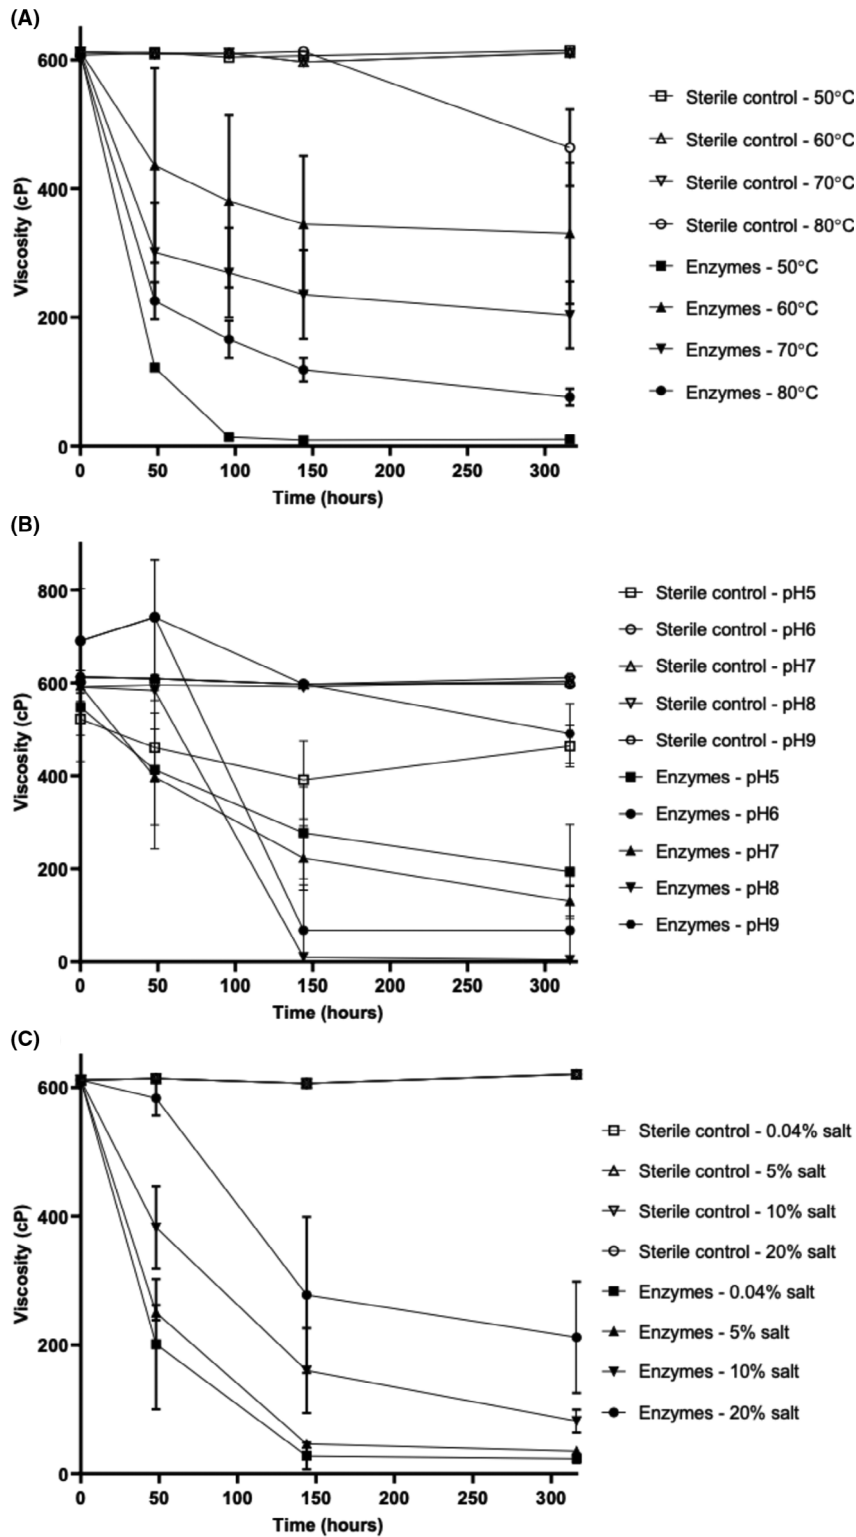 (A)
600
400
200
0
Viscosity (cP)
0 50 100 150 200 250 300
Time (hours)
Sterile control - 50°C
Sterile control - 60°C
Sterile control - 70°C
Sterile control - 80°C
Enzymes - 50°C
Enzymes - 60°C
Enzymes - 70°C
Enzymes - 80°C
(B)
800
600
400
200
0
Viscosity (cP)
0 50 100 150 200 250 300
Time (hours)
Sterile control - pH5
Sterile control - pH6
Sterile control - pH7
Sterile control - pH8
Sterile control - pH9
Enzymes - pH5
Enzymes - pH6
Enzymes - pH7
Enzymes - pH8
Enzymes - pH9
(C)
600
400
200
0
Viscosity (cP)
0 50 100 150 200 250 300
Time (hours)
Sterile control - 0.04% salt
Sterile control - 5% salt
Sterile control - 10% salt
Sterile control - 20% salt
Enzymes - 0.04% salt
Enzymes - 5% salt
Enzymes - 10% salt
Enzymes - 20% salt